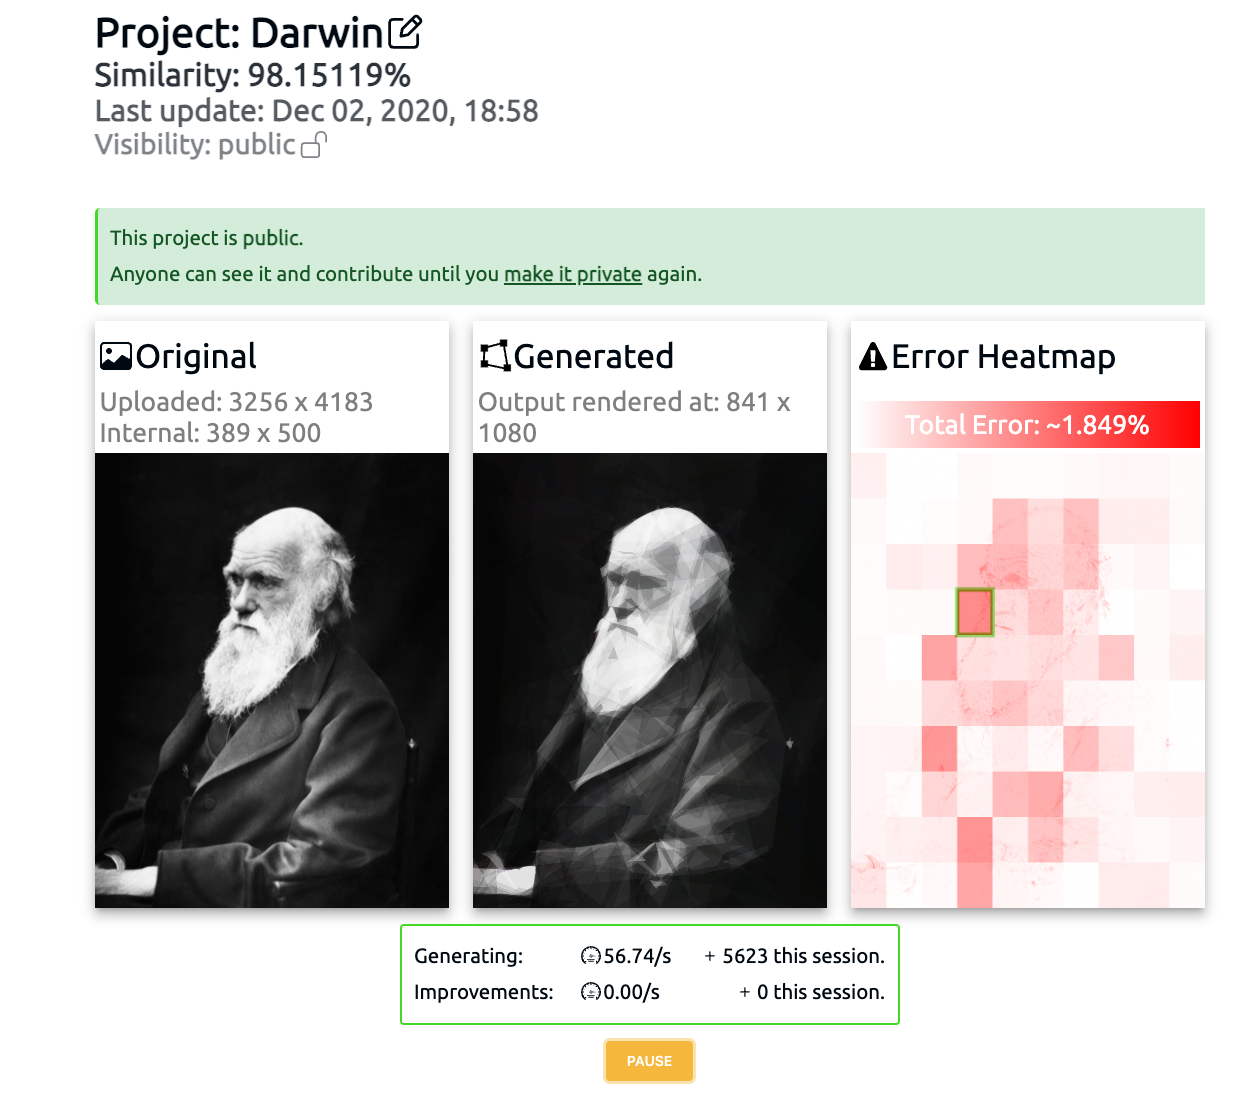 Project: Darwin
Similarity: 98.15119%
Last update: Dec 02, 2020, 18:58
Visibility: public
This project is public.
Anyone can see it and contribute until you make it private again.
Original
Uploaded: 3256 x 4183
Internal: 389 x 500
Generated
Output rendered at: 841 x
1080
Error Heatmap
Total Error: ~1.849%
Generating: 56.74/s + 5623 this session.
Improvements: 0.00/s + 0 this session.
PAUSE